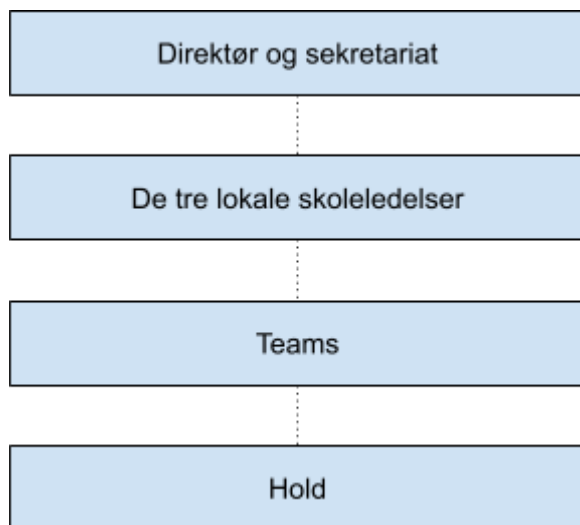 Direktør og sekretariat
De tre lokale skoleledelser
Teams
Hold